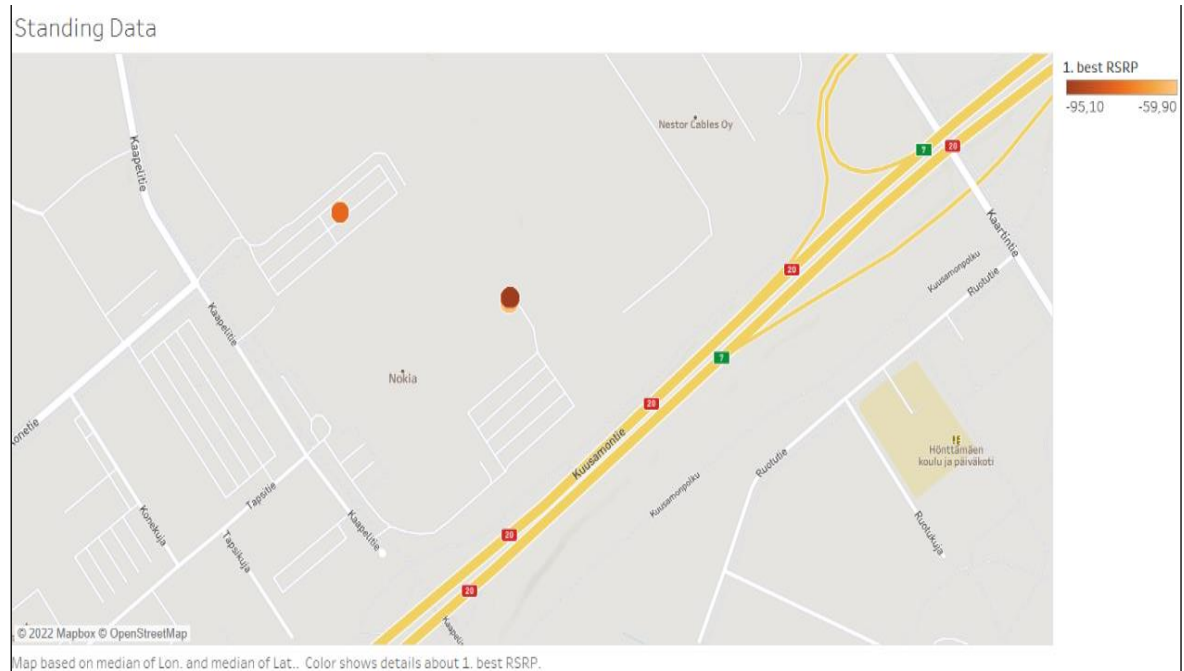 Standing Data
1. best RSRP
-95,10 -59,90
Nestor Cables Oy
7
20
Kaapelitie
Kaartintie
Kuusamonpolku
Ruotutie
20
Kaapelitie
7
Nokia
20
Kuusamontie
Hönttämäen
koulu ja päiväkoti
Ruotutie
Kuusamonpolku
Tapsitie
Konekuja
Kaapelitie
Tapsikuja
Ruotukuja
20
20
© 2022 Mapbox © OpenStreetMap
Map based on median of Lon. and median of Lat.. Color shows details about 1. best RSRP.